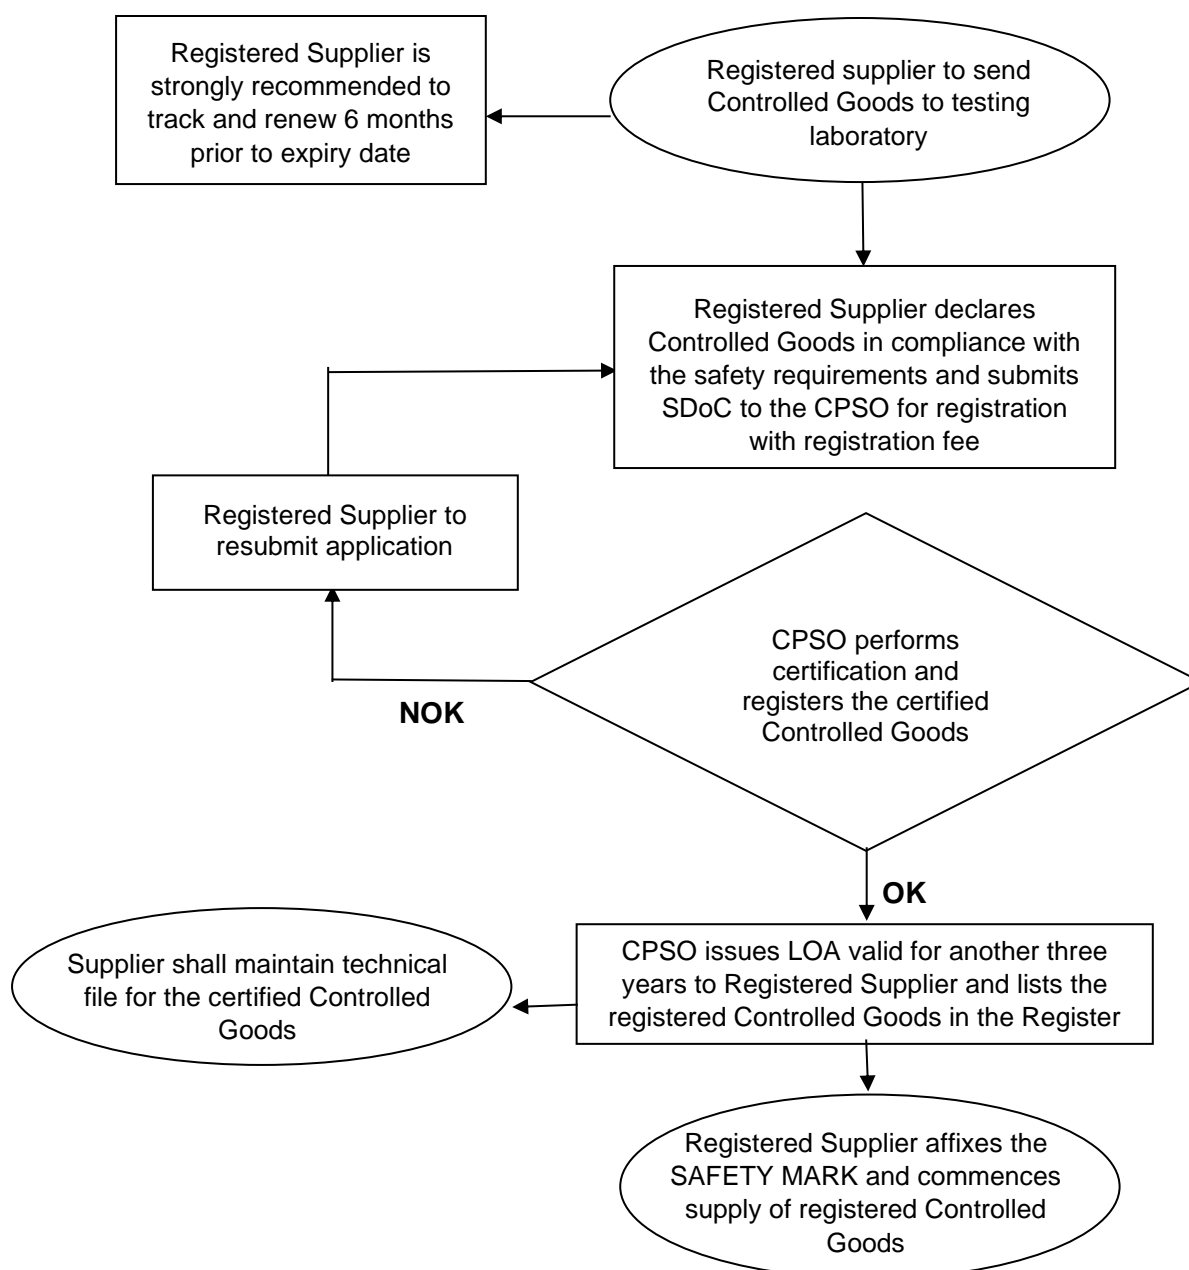 Registered Supplier is
strongly recommended to
track and renew 6 months
prior to expiry date
Registered supplier to send
Controlled Goods to testing
laboratory
Registered Supplier declares
Controlled Goods in compliance with
the safety requirements and submits
SDoC to the CPSO for registration
with registration fee
Registered Supplier to
resubmit application
CPSO performs
certification and
registers the certified
Controlled Goods
NOK
OK
Supplier shall maintain technical
file for the certified Controlled
Goods
CPSO issues LOA valid for another three
years to Registered Supplier and lists the
registered Controlled Goods in the Register
Registered Supplier affixes the
SAFETY MARK and commences
supply of registered Controlled
Goods